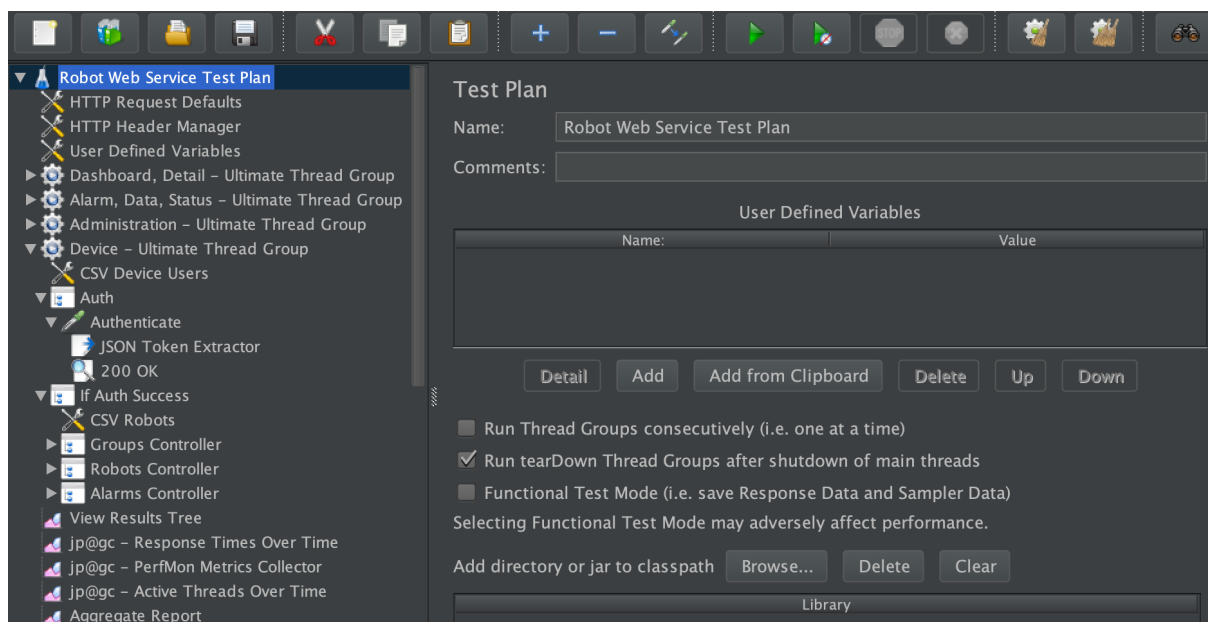 STOP
Robot Web Service Test Plan
HTTP Request Defaults
HTTP Header Manager
User Defined Variables
Dashboard, Detail – Ultimate Thread Group
Alarm, Data, Status – Ultimate Thread Group
Administration – Ultimate Thread Group
Device – Ultimate Thread Group
CSV Device Users
Auth
Authenticate
JSON Token Extractor
200 OK
If Auth Success
CSV Robots
Groups Controller
Robots Controller
Alarms Controller
View Results Tree
jp@gc – Response Times Over Time
jp@gc – PerfMon Metrics Collector
jp@gc – Active Threads Over Time
Aggregate Report
Test Plan
Name: Robot Web Service Test Plan
Comments:
User Defined Variables
Name: Value
Detail Add Add from Clipboard Delete Up Down
Run Thread Groups consecutively (i.e. one at a time)
Run tearDown Thread Groups after shutdown of main threads
Functional Test Mode (i.e. save Response Data and Sampler Data)
Selecting Functional Test Mode may adversely affect performance.
Add directory or jar to classpath Browse... Delete Clear
Library